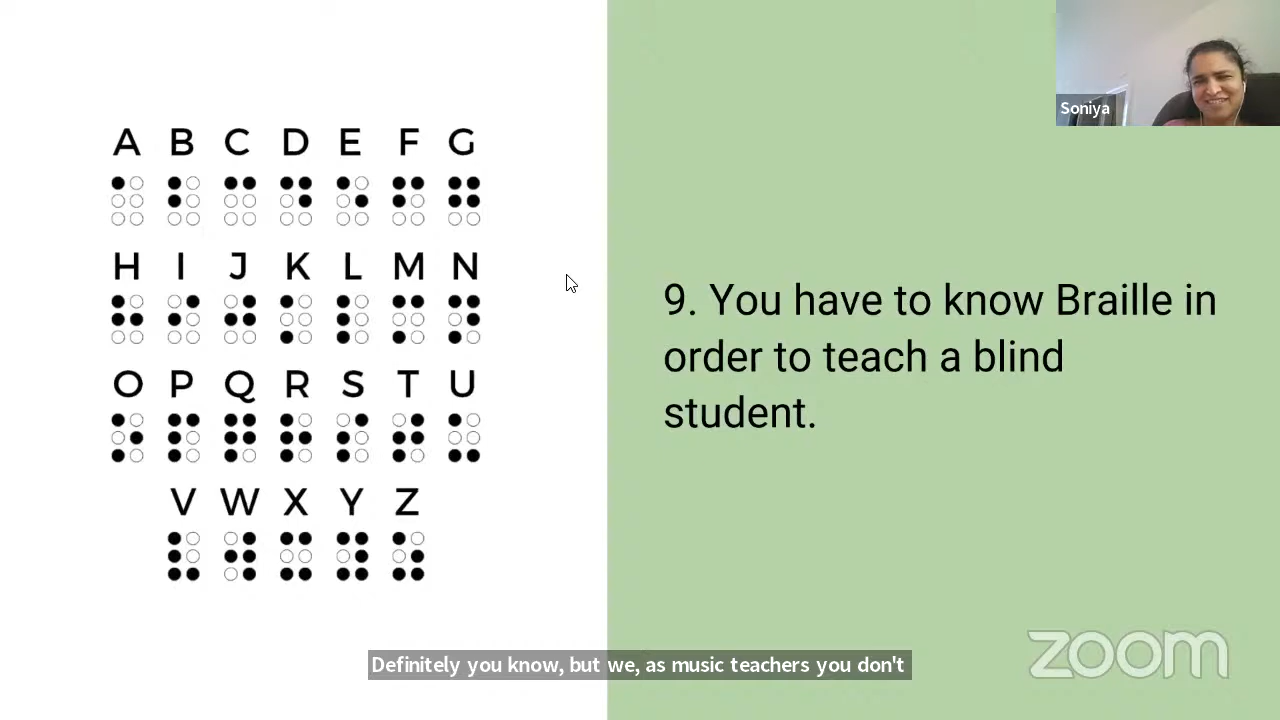 A B C D E F G
H I J K L M N
O P Q R S T U
V W X Y Z
9. You have to know Braille in
order to teach a blind
student.
Soniya
Definitely you know, but we, as music teachers you don't
zoom